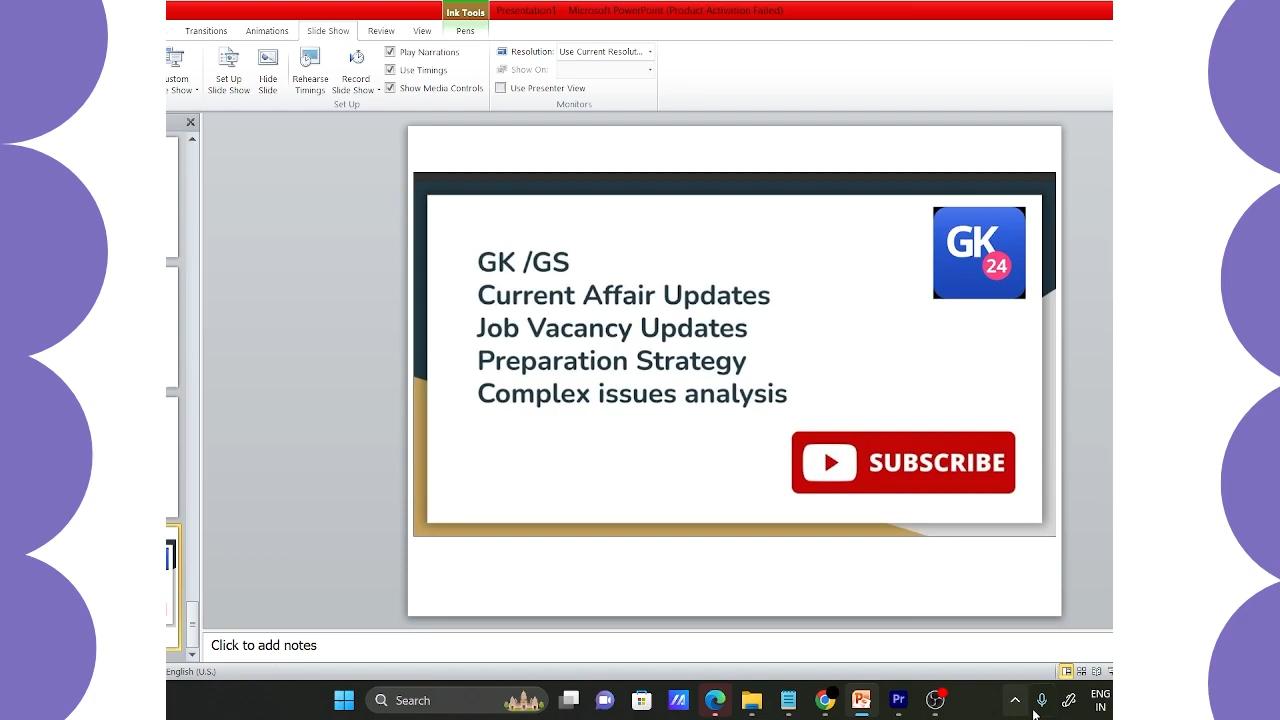 Ink Tools
Presentation1 - Microsoft PowerPoint (Product Activation Failed)
Transitions Animations Slide Show Review View Pens
Set Up Slide Show
Hide Slide
Rehearse Timings
Record Slide Show
Play Narrations
Use Timings
Show Media Controls
Set Up
Resolution: Use Current Resolut...
Show On:
Use Presenter View
Monitors
GK 24
GK /GS
Current Affair Updates
Job Vacancy Updates
Preparation Strategy
Complex issues analysis
SUBSCRIBE
Click to add notes
English (U.S.)
Search
Pr
ENG
IN